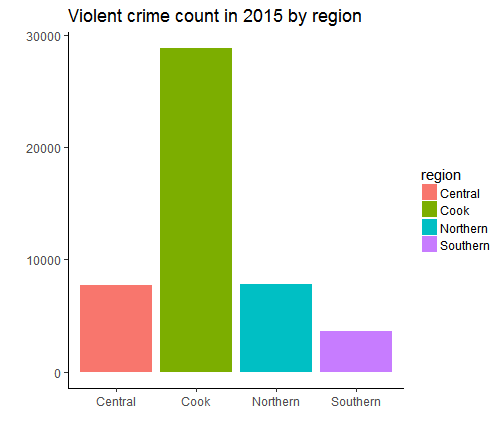 Violent crime count in 2015 by region
30000
20000
10000
0
Central
Cook
Northern
Southern
region
Central
Cook
Northern
Southern